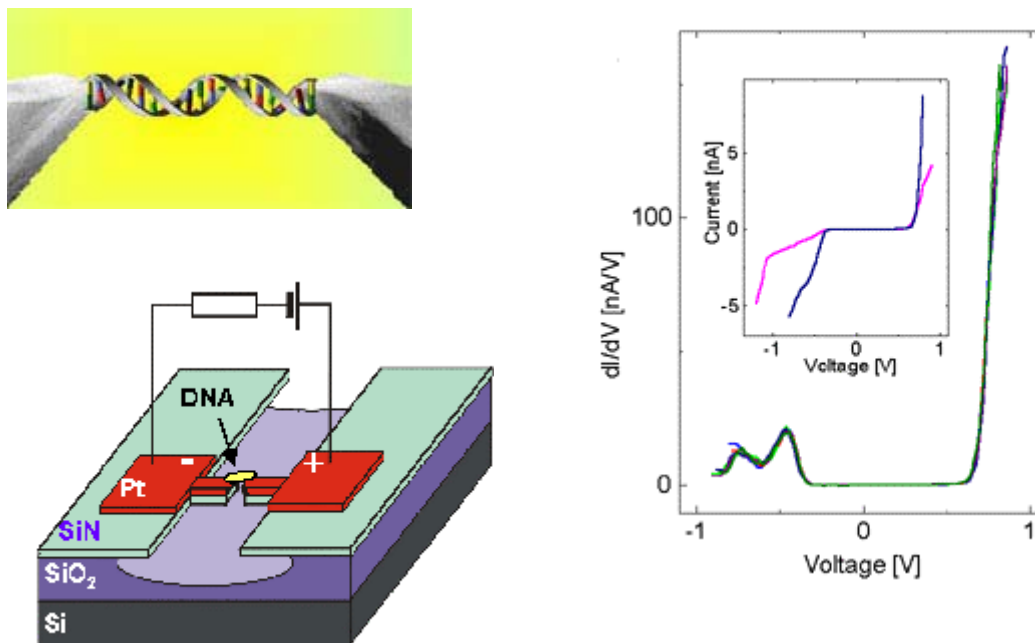 DNA
-
+
Pt
SiN
SiO₂
Si
dI/dV [nA/V]
100
0
-1
0
1
Voltage [V]
Current [nA]
5
0
-5
-1
0
1
Voltage [V]